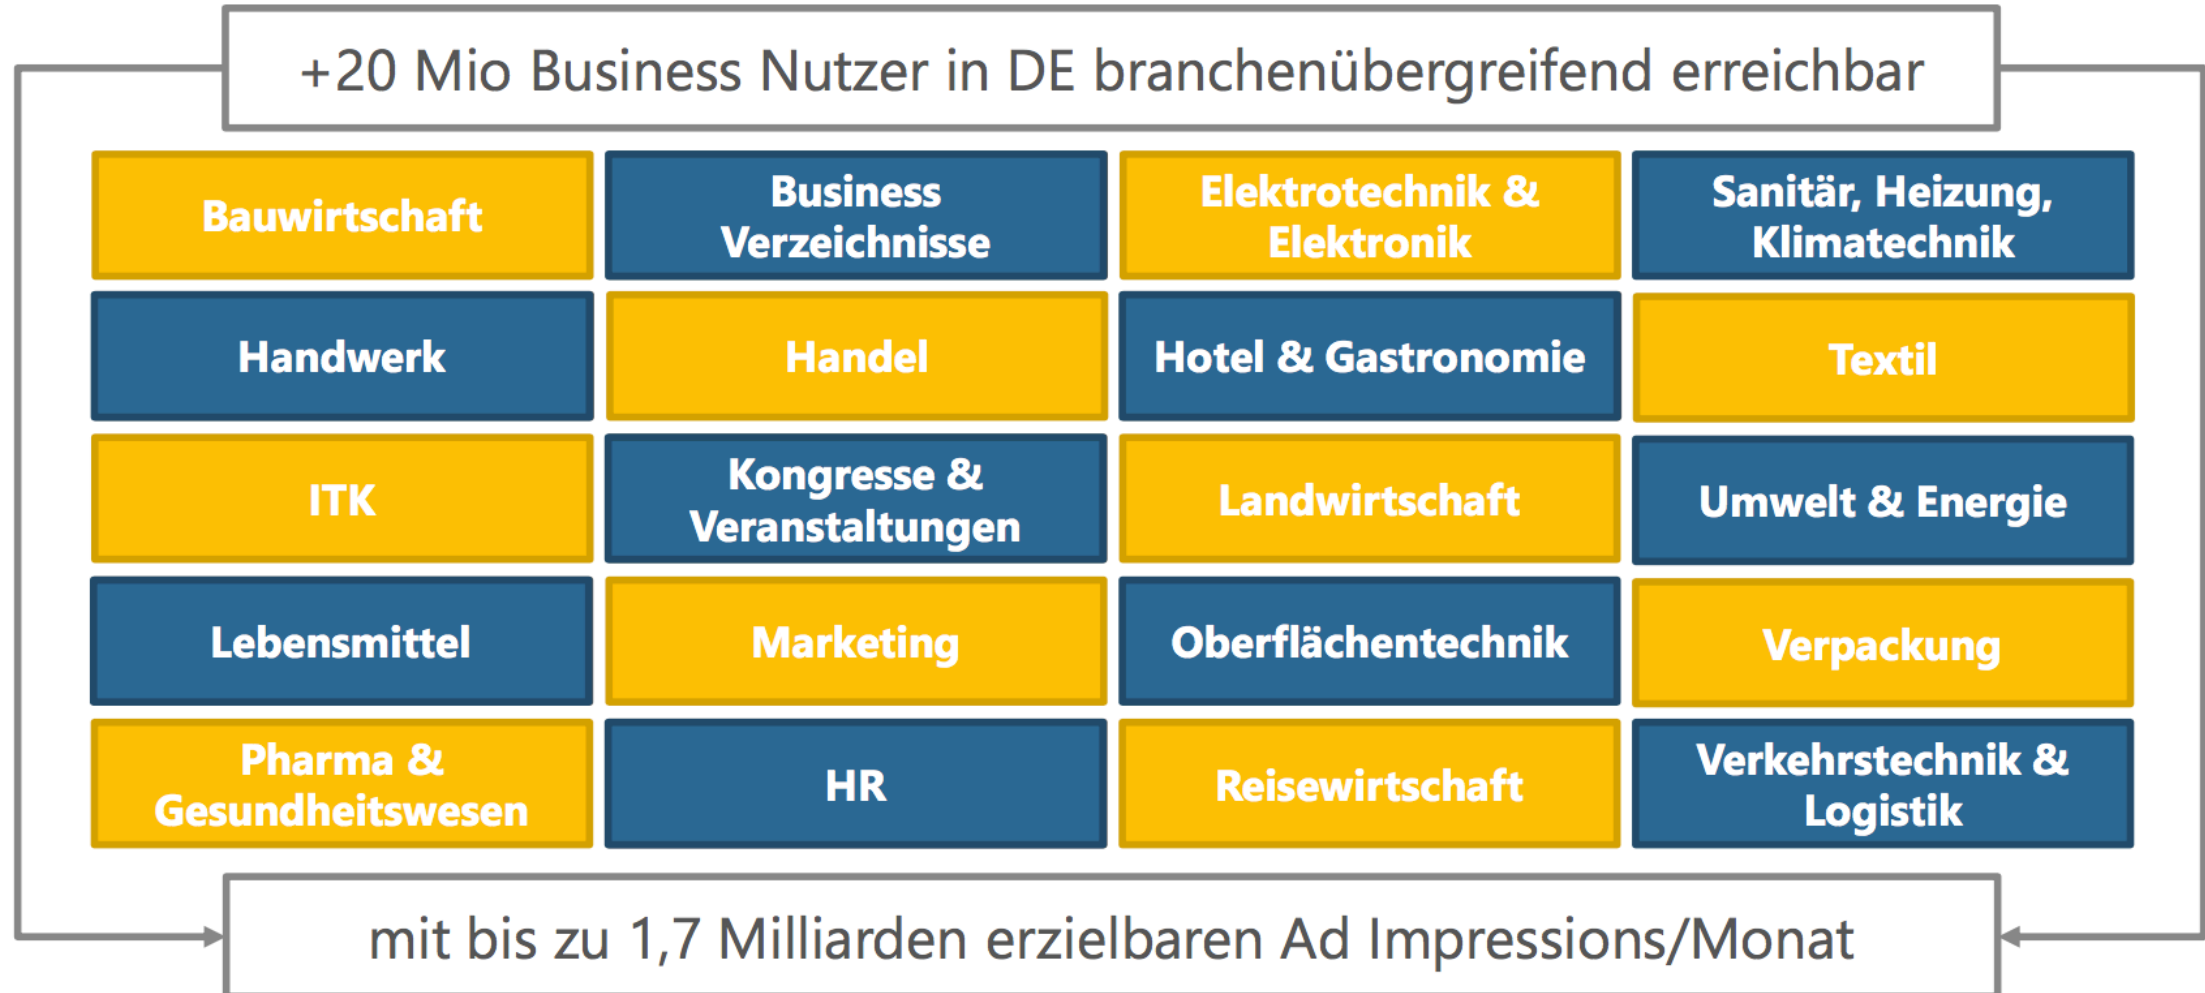 +20 Mio Business Nutzer in DE branchenübergreifend erreichbar
Bauwirtschaft
Business
Verzeichnisse
Elektrotechnik &
Elektronik
Sanitär, Heizung,
Klimatechnik
Handwerk
Handel
Hotel & Gastronomie
Textil
ITK
Kongresse &
Veranstaltungen
Landwirtschaft
Umwelt & Energie
Lebensmittel
Marketing
Oberflächentechnik
Verpackung
Pharma &
Gesundheitswesen
HR
Reisewirtschaft
Verkehrstechnik &
Logistik
mit bis zu 1,7 Milliarden erzielbaren Ad Impressions/Monat